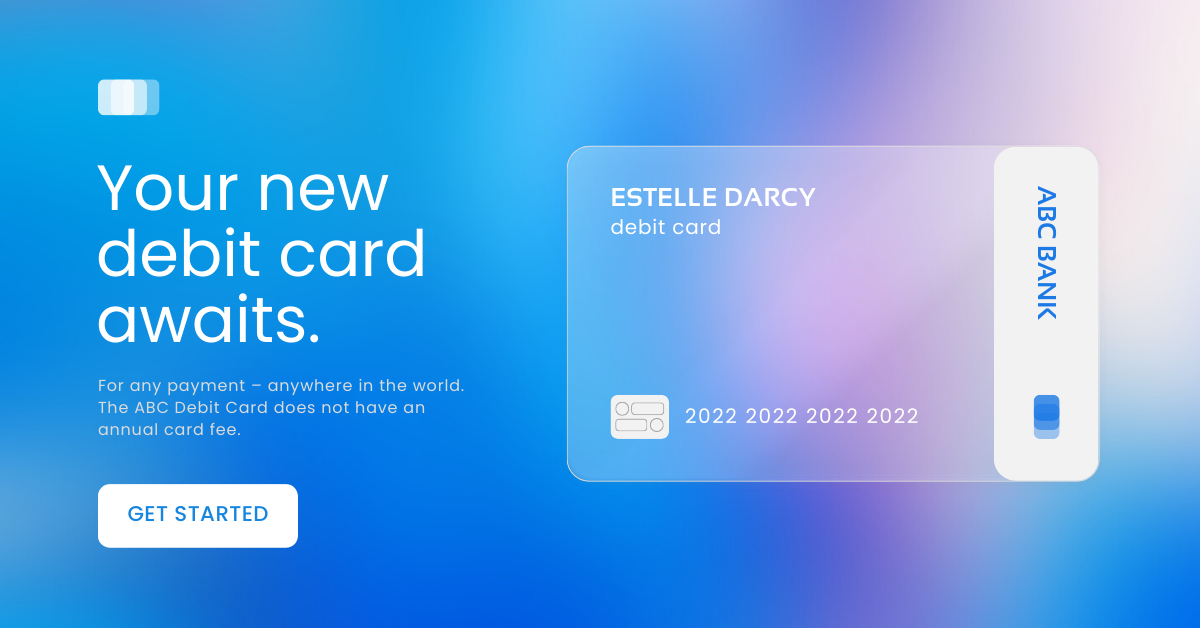 Your new
debit card
awaits.
For any payment – anywhere in the world.
The ABC Debit Card does not have an
annual card fee.
GET STARTED
ESTELLE DARCY
debit card
2022 2022 2022 2022
ABC BANK